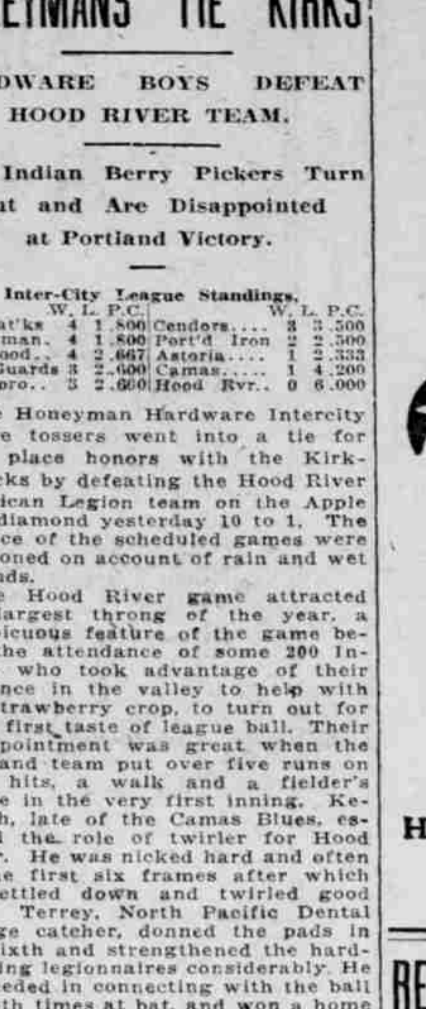 EYMANS TIE KIRKS
DWARE BOYS DEFEAT
HOOD RIVER TEAM.
Indian Berry Pickers Turn
ut and Are Disappointed
at Portland Victory.
Inter-City League Standings.
W. L. P.C. W. L. P.C.
at'ks 4 1 .800 Cendors.... 3 3 .500
man. 4 1 .800 Port'd Iron 2 2 .500
ood.. 4 2 .667 Astoria.... 1 2 .333
Guards 3 2 .600 Camas..... 1 4 .200
pro.. 3 2 .600 Hood Rvr.. 0 6 .000
e Honeyman Hardware Intercity
e tossers went into a tie for
place honors with the Kirk-
cks by defeating the Hood River
ican Legion team on the Apple
diamond yesterday 10 to 1. The
ce of the scheduled games were
oned on account of rain and wet
nds.
e Hood River game attracted
largest throng of the year, a
icuous feature of the game be-
the attendance of some 200 In-
who took advantage of their
nce in the valley to help with
trawberry crop, to turn out for
first taste of league ball. Their
ppointment was great when the
and team put over five runs on
hits, a walk and a fielder's
e in the very first inning. Ke-
h, late of the Camas Blues, es-
d the role of twirler for Hood
r. He was nicked hard and often
he first six frames after which
ettled down and twirled good
Terrey, North Pacific Dental
ge catcher, donned the pads in
sixth and strengthened the hard-
ing legionnaires considerably. He
eeded in connecting with the ball
th times at bat, and won a home
H
RE